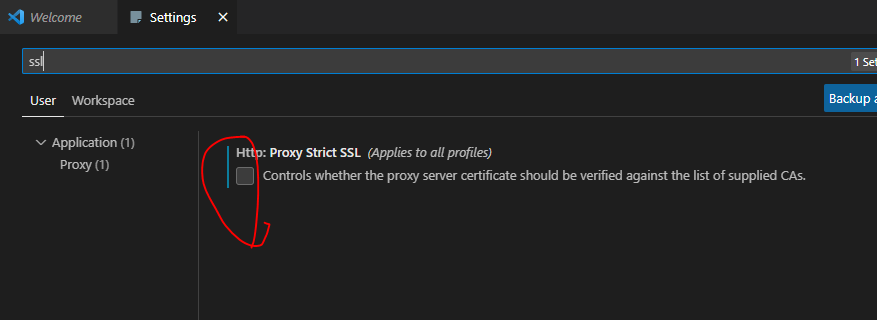 Welcome
Settings
ssl
1 Set
User
Workspace
Backup a
Application (1)
Proxy (1)
Http: Proxy Strict SSL (Applies to all profiles)
Controls whether the proxy server certificate should be verified against the list of supplied CAs.